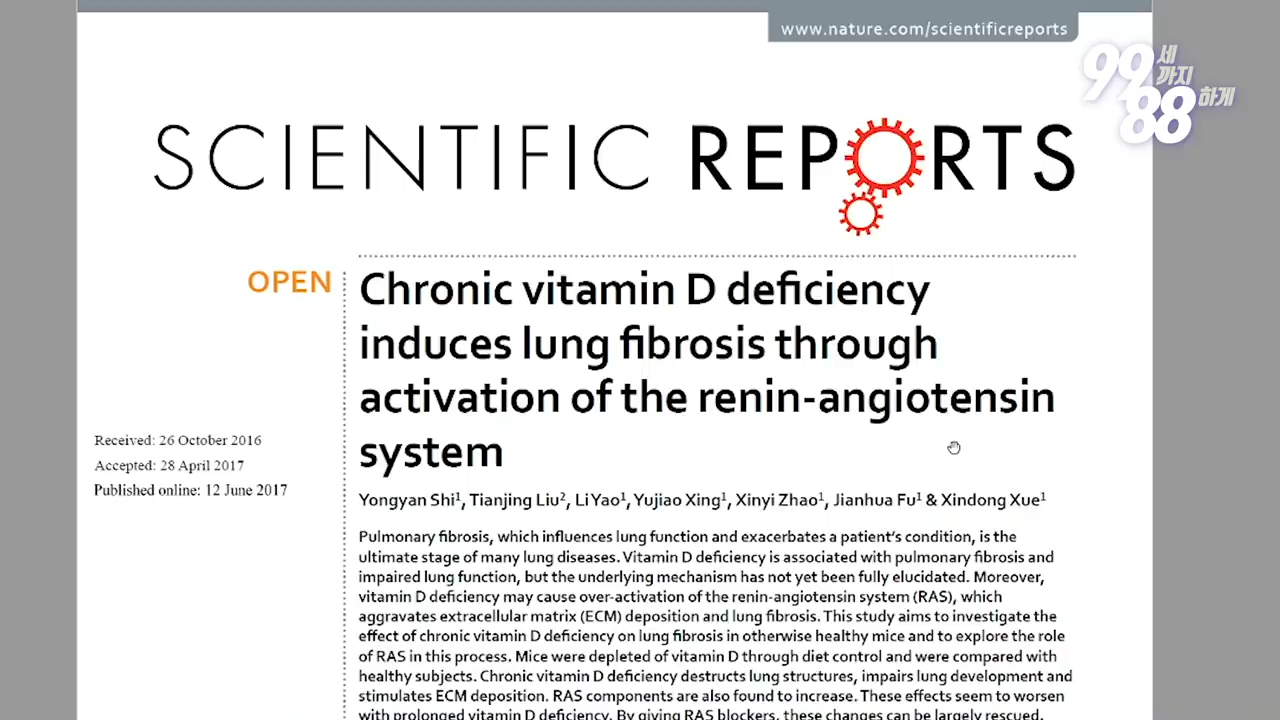 www.nature.com/scientificreports
99세
까지
88하게
SCIENTIFIC REPORTS
OPEN
Chronic vitamin D deficiency
induces lung fibrosis through
activation of the renin-angiotensin
system
Received: 26 October 2016
Accepted: 28 April 2017
Published online: 12 June 2017
Yongyan Shi¹, Tianjing Liu², Li Yao¹, Yujiao Xing¹, Xinyi Zhao¹, Jianhua Fu¹ & Xindong Xue¹
Pulmonary fibrosis, which influences lung function and exacerbates a patient's condition, is the
ultimate stage of many lung diseases. Vitamin D deficiency is associated with pulmonary fibrosis and
impaired lung function, but the underlying mechanism has not yet been fully elucidated. Moreover,
vitamin D deficiency may cause over-activation of the renin-angiotensin system (RAS), which
aggravates extracellular matrix (ECM) deposition and lung fibrosis. This study aims to investigate the
effect of chronic vitamin D deficiency on lung fibrosis in otherwise healthy mice and to explore the role
of RAS in this process. Mice were depleted of vitamin D through diet control and were compared with
healthy subjects. Chronic vitamin D deficiency destructs lung structures, impairs lung development and
stimulates ECM deposition. RAS components are also found to increase. These effects seem to worsen
with prolonged vitamin D deficiency. By giving RAS blockers, these changes can be largely rescued.